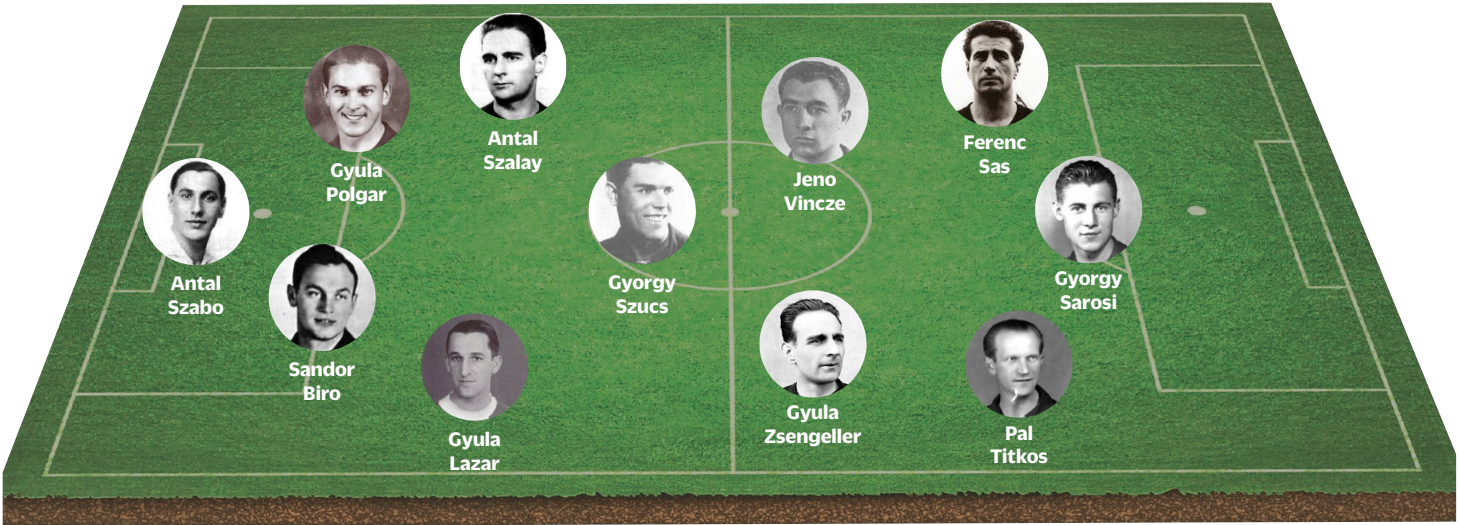 Antal
Szabo
Gyula
Polgar
Sandor
Biro
Antal
Szalay
Gyula
Lazar
Gyorgy
Szucs
Jeno
Vincze
Gyula
Zsengeller
Ferenc
Sas
Pal
Titkos
Gyorgy
Sarosi